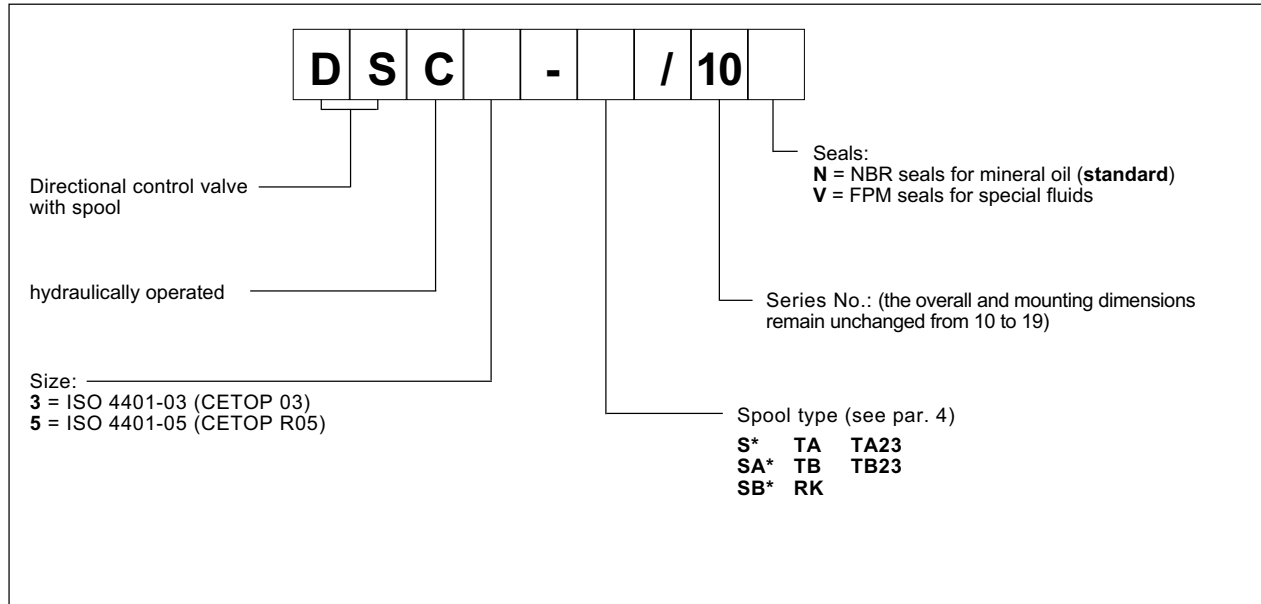 D S C - / 10
Seals:
N = NBR seals for mineral oil (standard)
V = FPM seals for special fluids
Directional control valve
with spool
hydraulically operated
Series No.: (the overall and mounting dimensions
remain unchanged from 10 to 19)
Size:
3 = ISO 4401-03 (CETOP 03)
5 = ISO 4401-05 (CETOP R05)
Spool type (see par. 4)
S* TA TA23
SA* TB TB23
SB* RK